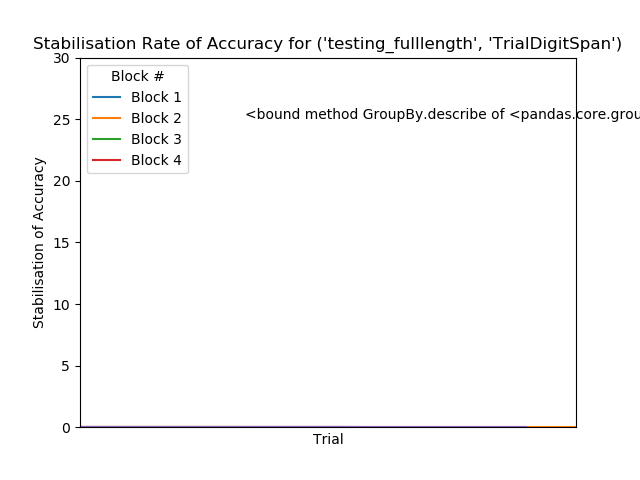 Stabilisation Rate of Accuracy for ('testing_fulllength', 'TrialDigitSpan')
30
25
20
15
10
5
0
Stabilisation of Accuracy
Block #
Block 1
Block 2
Block 3
Block 4
<bound method GroupBy.describe of <pandas.core.grou
Trial